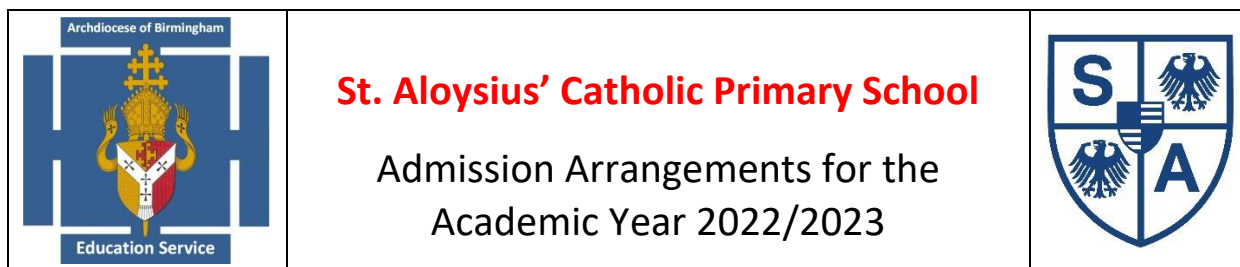 Archdiocese of Birmingham
Education Service
St. Aloysius’ Catholic Primary School
Admission Arrangements for the
Academic Year 2022/2023
S
A